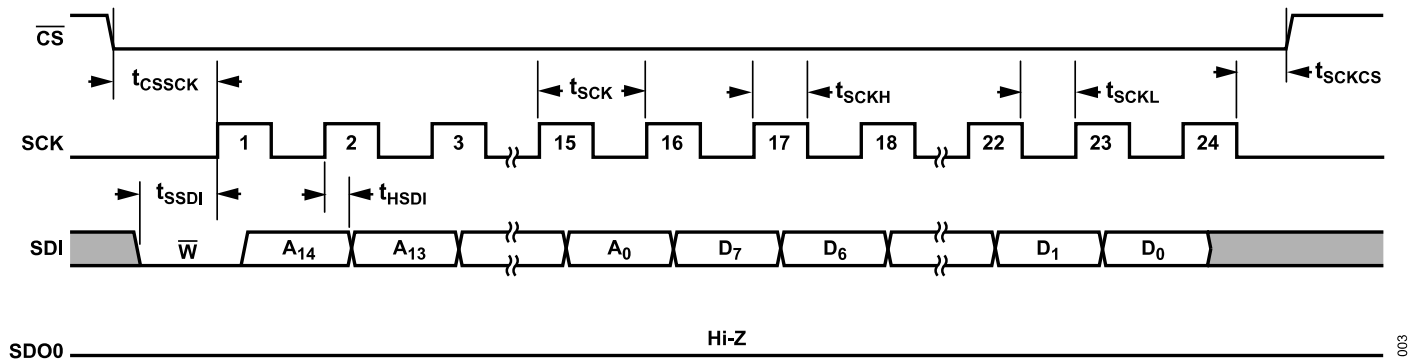 CS
tCSSCK
tSCK
tSCKH
tSCKL
tSCKCS
SCK 1 2 3 15 16 17 18 22 23 24
tSSDI
tHSDI
SDI W A14 A13 A0 D7 D6 D1 D0
Hi-Z
SDO0
003